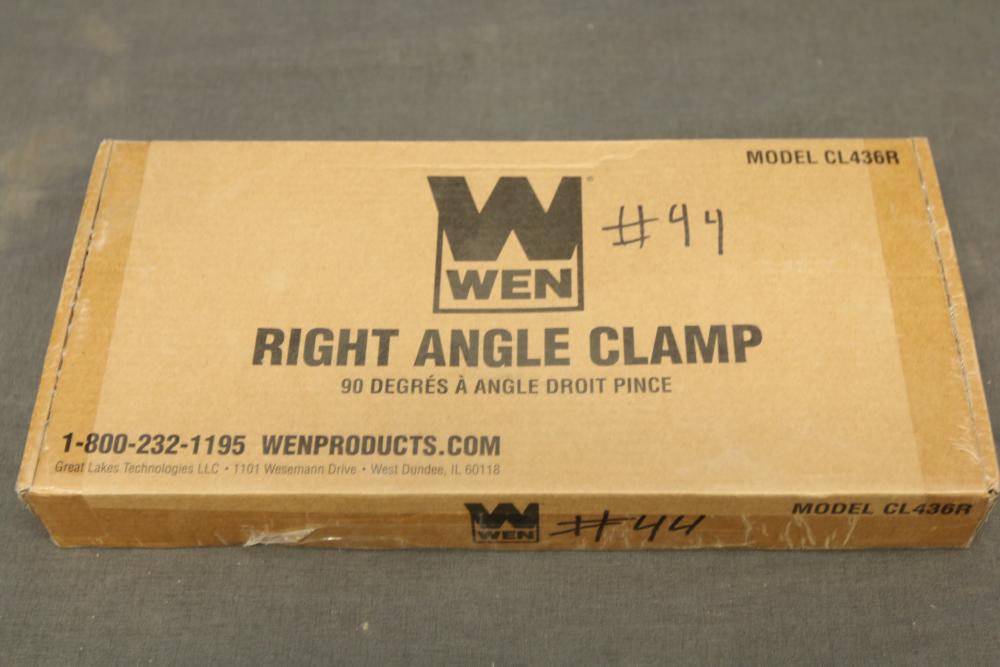 MODEL CL436R
W®
WEN
#44
RIGHT ANGLE CLAMP
90 DEGRÉS À ANGLE DROIT PINCE
1-800-232-1195 WENPRODUCTS.COM
Great Lakes Technologies LLC • 1101 Wesemann Drive • West Dundee, IL 60118
W
WEN
#44
MODEL CL436R